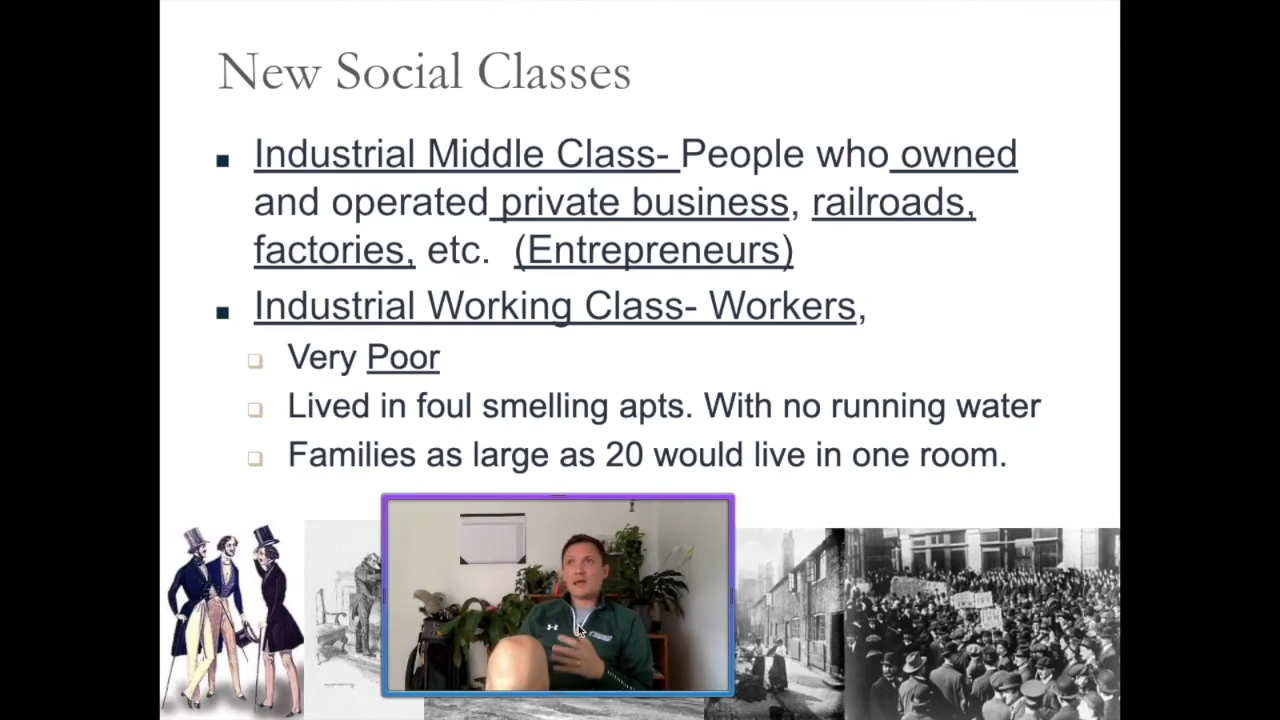 New Social Classes
Industrial Middle Class- People who owned
and operated private business, railroads,
factories, etc. (Entrepreneurs)
Industrial Working Class- Workers,
Very Poor
Lived in foul smelling apts. With no running water
Families as large as 20 would live in one room.